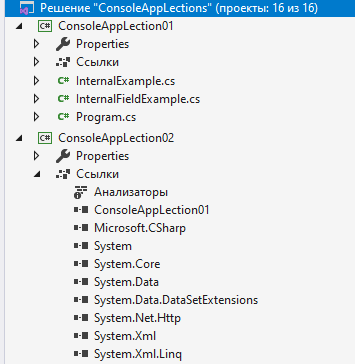 Решение "ConsoleAppLections" (проекты: 16 из 16)
C# ConsoleAppLection01
Properties
Ссылки
C# InternalExample.cs
C# InternalFieldExample.cs
C# Program.cs
C# ConsoleAppLection02
Properties
Ссылки
Анализаторы
ConsoleAppLection01
Microsoft.CSharp
System
System.Core
System.Data
System.Data.DataSetExtensions
System.Net.Http
System.Xml
System.Xml.Linq